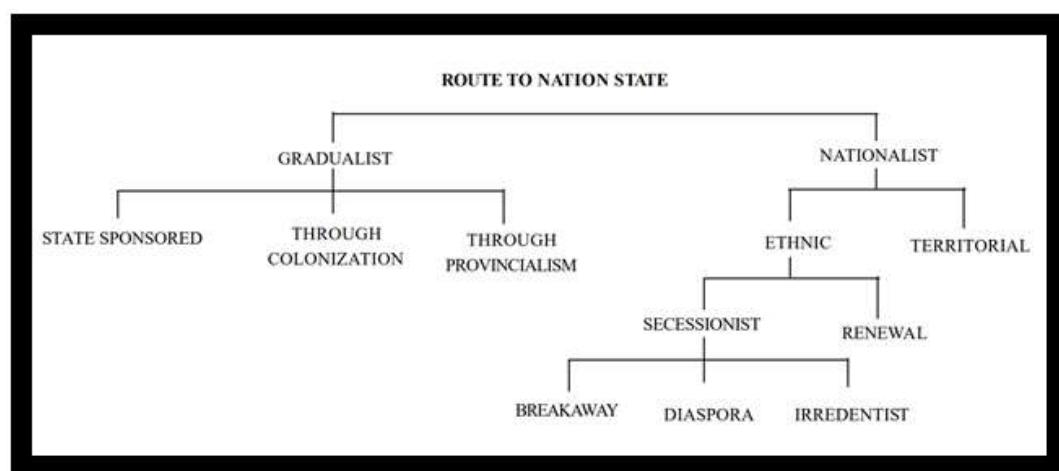 ROUTE TO NATION STATE
GRADUALIST
NATIONALIST
STATE SPONSORED
THROUGH
COLONIZATION
THROUGH
PROVINCIALISM
ETHNIC
TERRITORIAL
SECESSIONIST
RENEWAL
BREAKAWAY
DIASPORA
IRREDENTIST